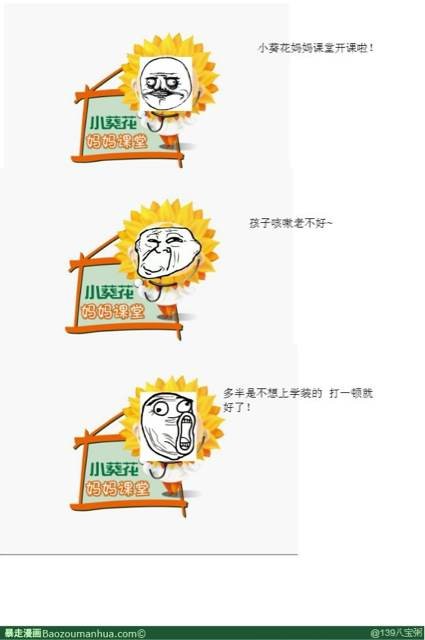 小葵花妈妈课堂开课啦！
小葵花
妈妈课堂
孩子咳嗽老不好~
小葵花
妈妈课堂
多半是不想上学装的 打一顿就
好了！
小葵花
妈妈课堂
暴走漫画Baozoumanhua.com©
@139八宝粥